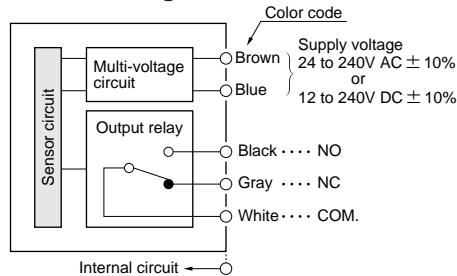 Color code
Brown
Supply voltage
24 to 240V AC ± 10%
or
12 to 240V DC ± 10%
Multi-voltage
circuit
Blue
Sensor circuit
Output relay
Black ···· NO
Gray ···· NC
White ···· COM.
Internal circuit